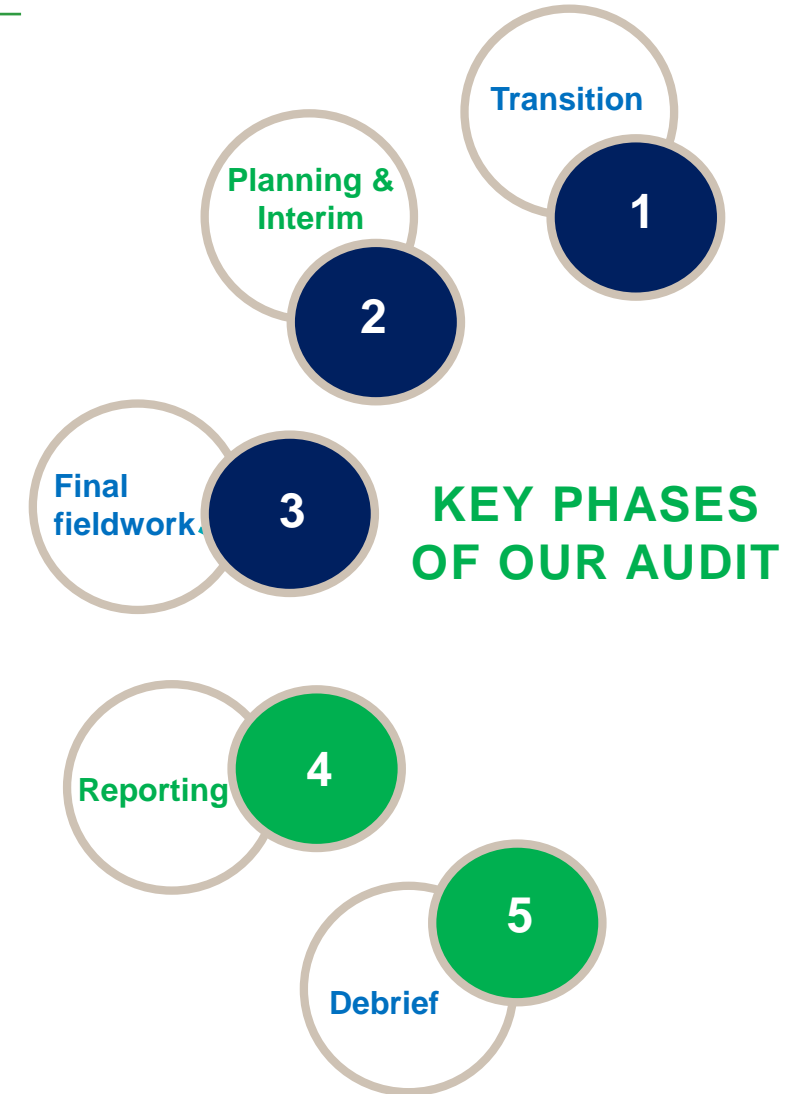 Transition
1
Planning &
Interim
2
Final
fieldwork
3
KEY PHASES
OF OUR AUDIT
Reporting
4
5
Debrief